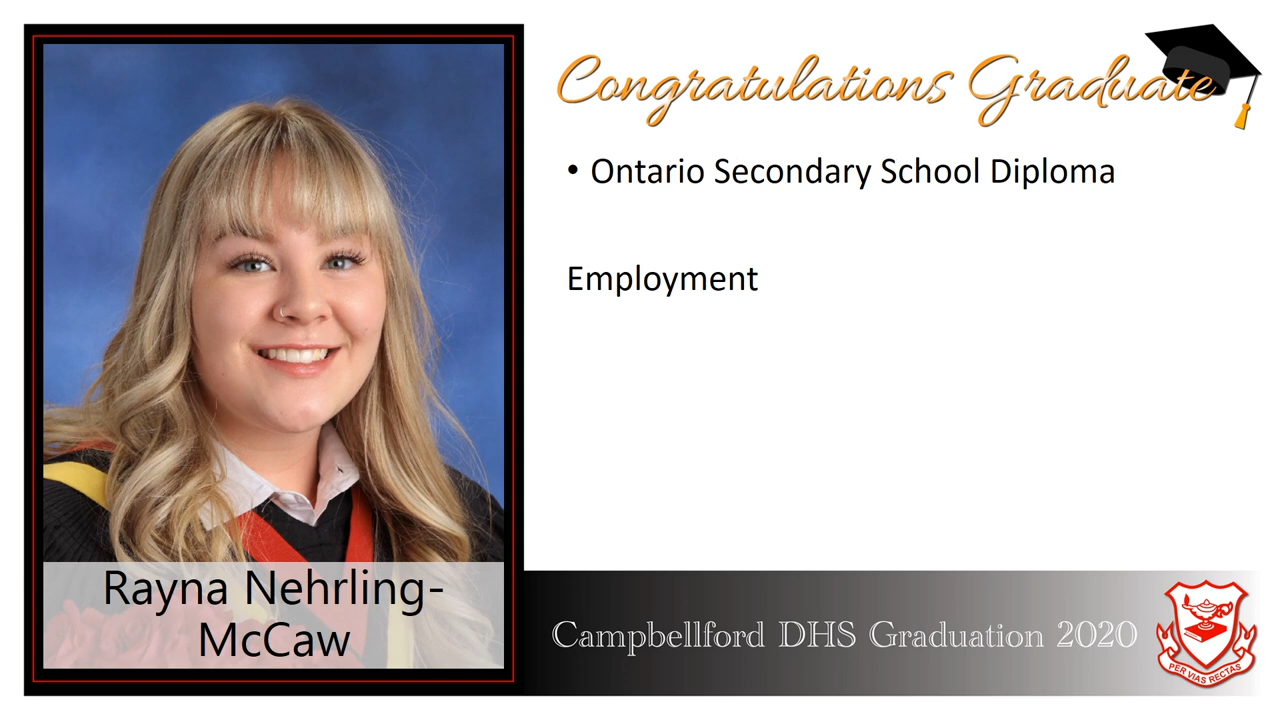 Congratulations Graduate
• Ontario Secondary School Diploma
Employment
Rayna Nehrling-
McCaw
Campbellford DHS Graduation 2020
PER VIAS RECTAS